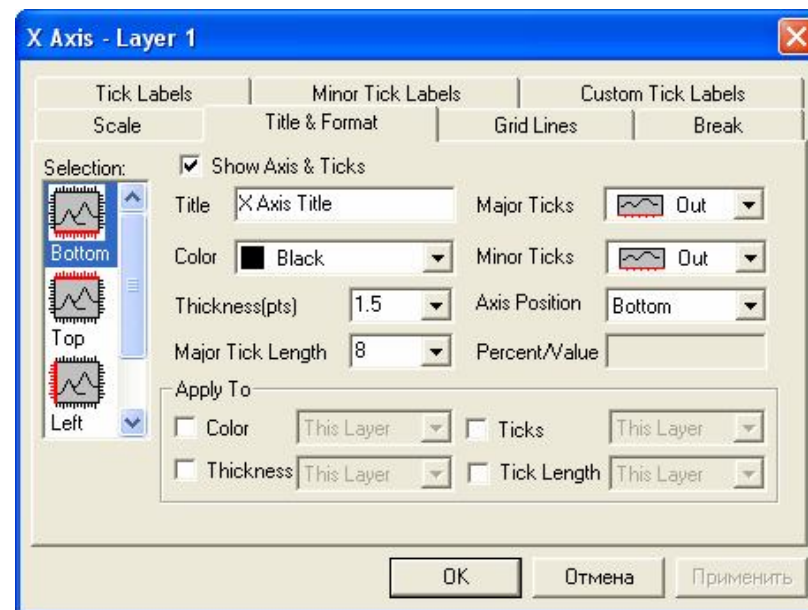 X Axis - Layer 1
Tick Labels Minor Tick Labels Custom Tick Labels
Scale Title & Format Grid Lines Break
Selection:
Bottom
Top
Left
Show Axis & Ticks
Title X Axis Title Major Ticks Out
Color Black Minor Ticks Out
Thickness(pts) 1.5 Axis Position Bottom
Major Tick Length 8 Percent/Value
Apply To
Color This Layer Ticks This Layer
Thickness This Layer Tick Length This Layer
OK Отмена Применить